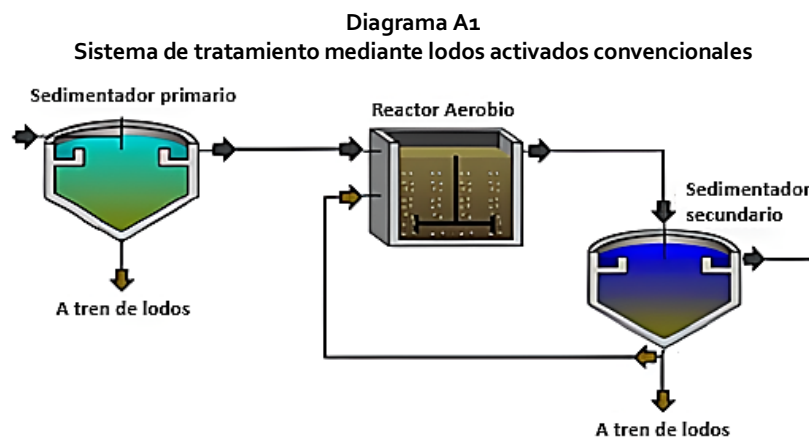 Diagrama A1
Sistema de tratamiento mediante lodos activados convencionales
Sedimentador primario
Reactor Aerobio
Sedimentador
secundario
A tren de lodos
A tren de lodos